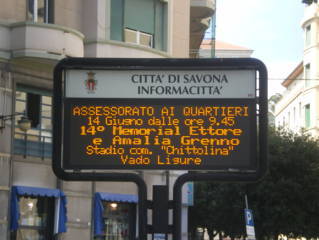 CITTA' DI SAVONA
INFORMACITTA'
ASSESSORATO AI QUARTIERI
14 Giugno dalle ore 9.45
14° Memorial Ettore
e Amalia Grenno
Stadio com. "Chittolina"
Vado Ligure